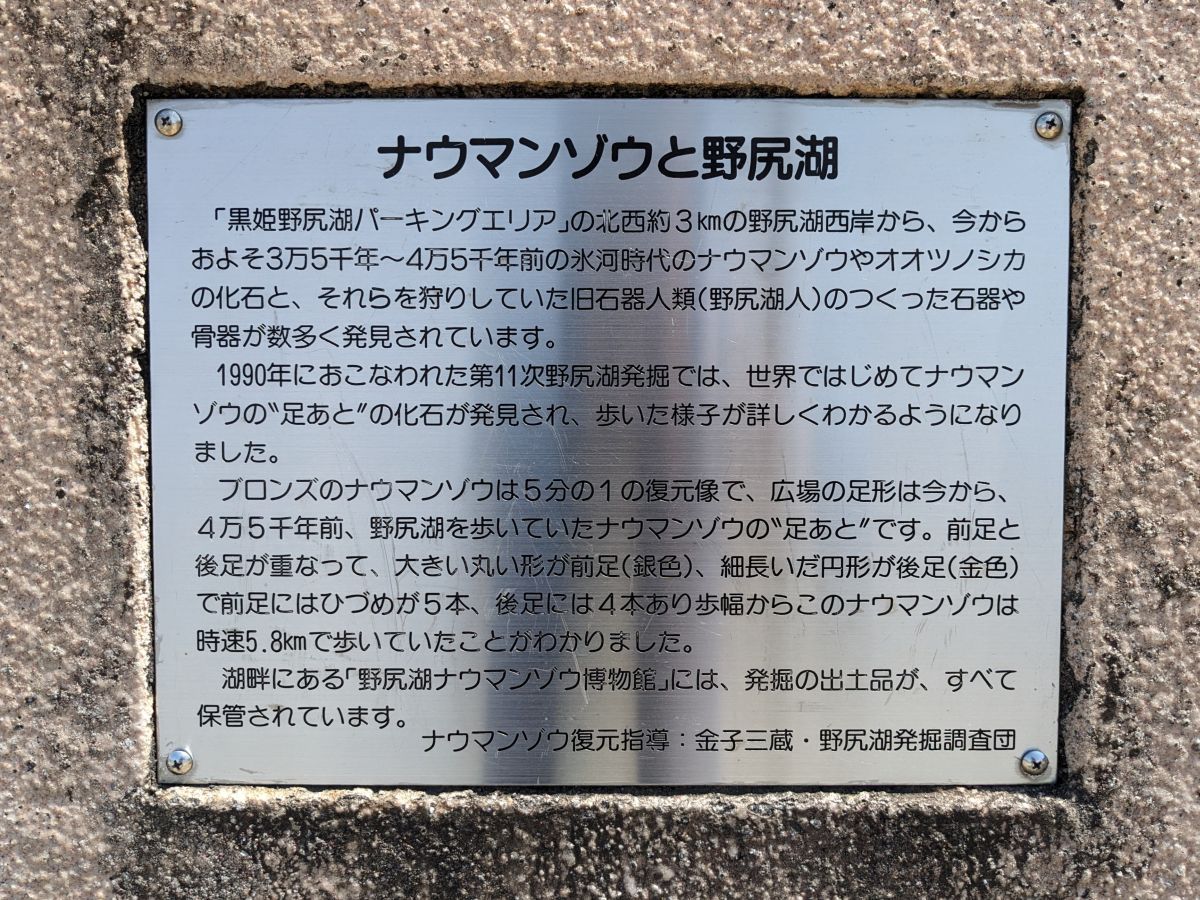 ナウマンゾウと野尻湖
「黒姫野尻湖パーキングエリア」の北西約3kmの野尻湖西岸から、今から
およそ3万5千年〜4万5千年前の氷河時代のナウマンゾウやオオツノシカ
の化石と、それらを狩りしていた旧石器人類(野尻湖人)のつくった石器や
骨器が数多く発見されています。
1990年におこなわれた第11次野尻湖発掘では、世界ではじめてナウマン
ゾウの〝足あと〟の化石が発見され、歩いた様子が詳しくわかるようになり
ました。
ブロンズのナウマンゾウは5分の1の復元像で、広場の足形は今から、
4万5千年前、野尻湖を歩いていたナウマンゾウの〝足あと〟です。前足と
後足が重なって、大きい丸い形が前足(銀色)、細長いだ円形が後足(金色)
で前足にはひづめが5本、後足には4本あり歩幅からこのナウマンゾウは
時速5.8kmで歩いていたことがわかりました。
湖畔にある「野尻湖ナウマンゾウ博物館」には、発掘の出土品が、すべて
保管されています。
ナウマンゾウ復元指導：金子三蔵・野尻湖発掘調査団